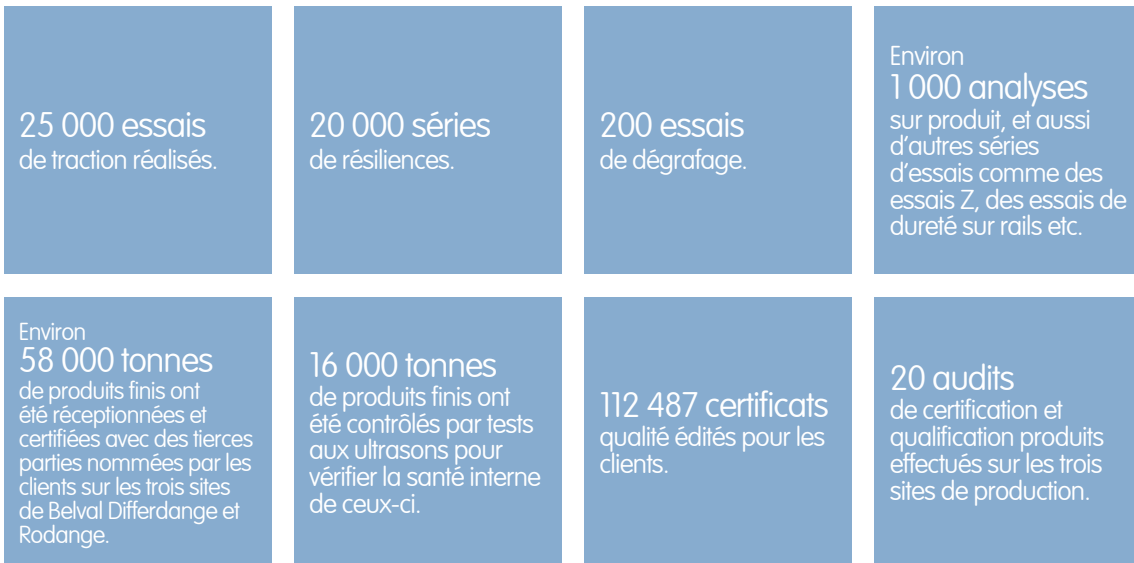 25 000 essais
de traction réalisés.
20 000 séries
de résiliences.
200 essais
de dégrafage.
Environ
1 000 analyses
sur produit, et aussi
d'autres séries
d'essais comme des
essais Z, des essais de
dureté sur rails etc.
Environ
58 000 tonnes
de produits finis ont
été réceptionnées et
certifiées avec des tierces
parties nommées par les
clients sur les trois sites
de Belval Differdange et
Rodange.
16 000 tonnes
de produits finis ont
été contrôlés par tests
aux ultrasons pour
vérifier la santé interne
de ceux-ci.
112 487 certificats
qualité édités pour les
clients.
20 audits
de certification et
qualification produits
effectués sur les trois
sites de production.